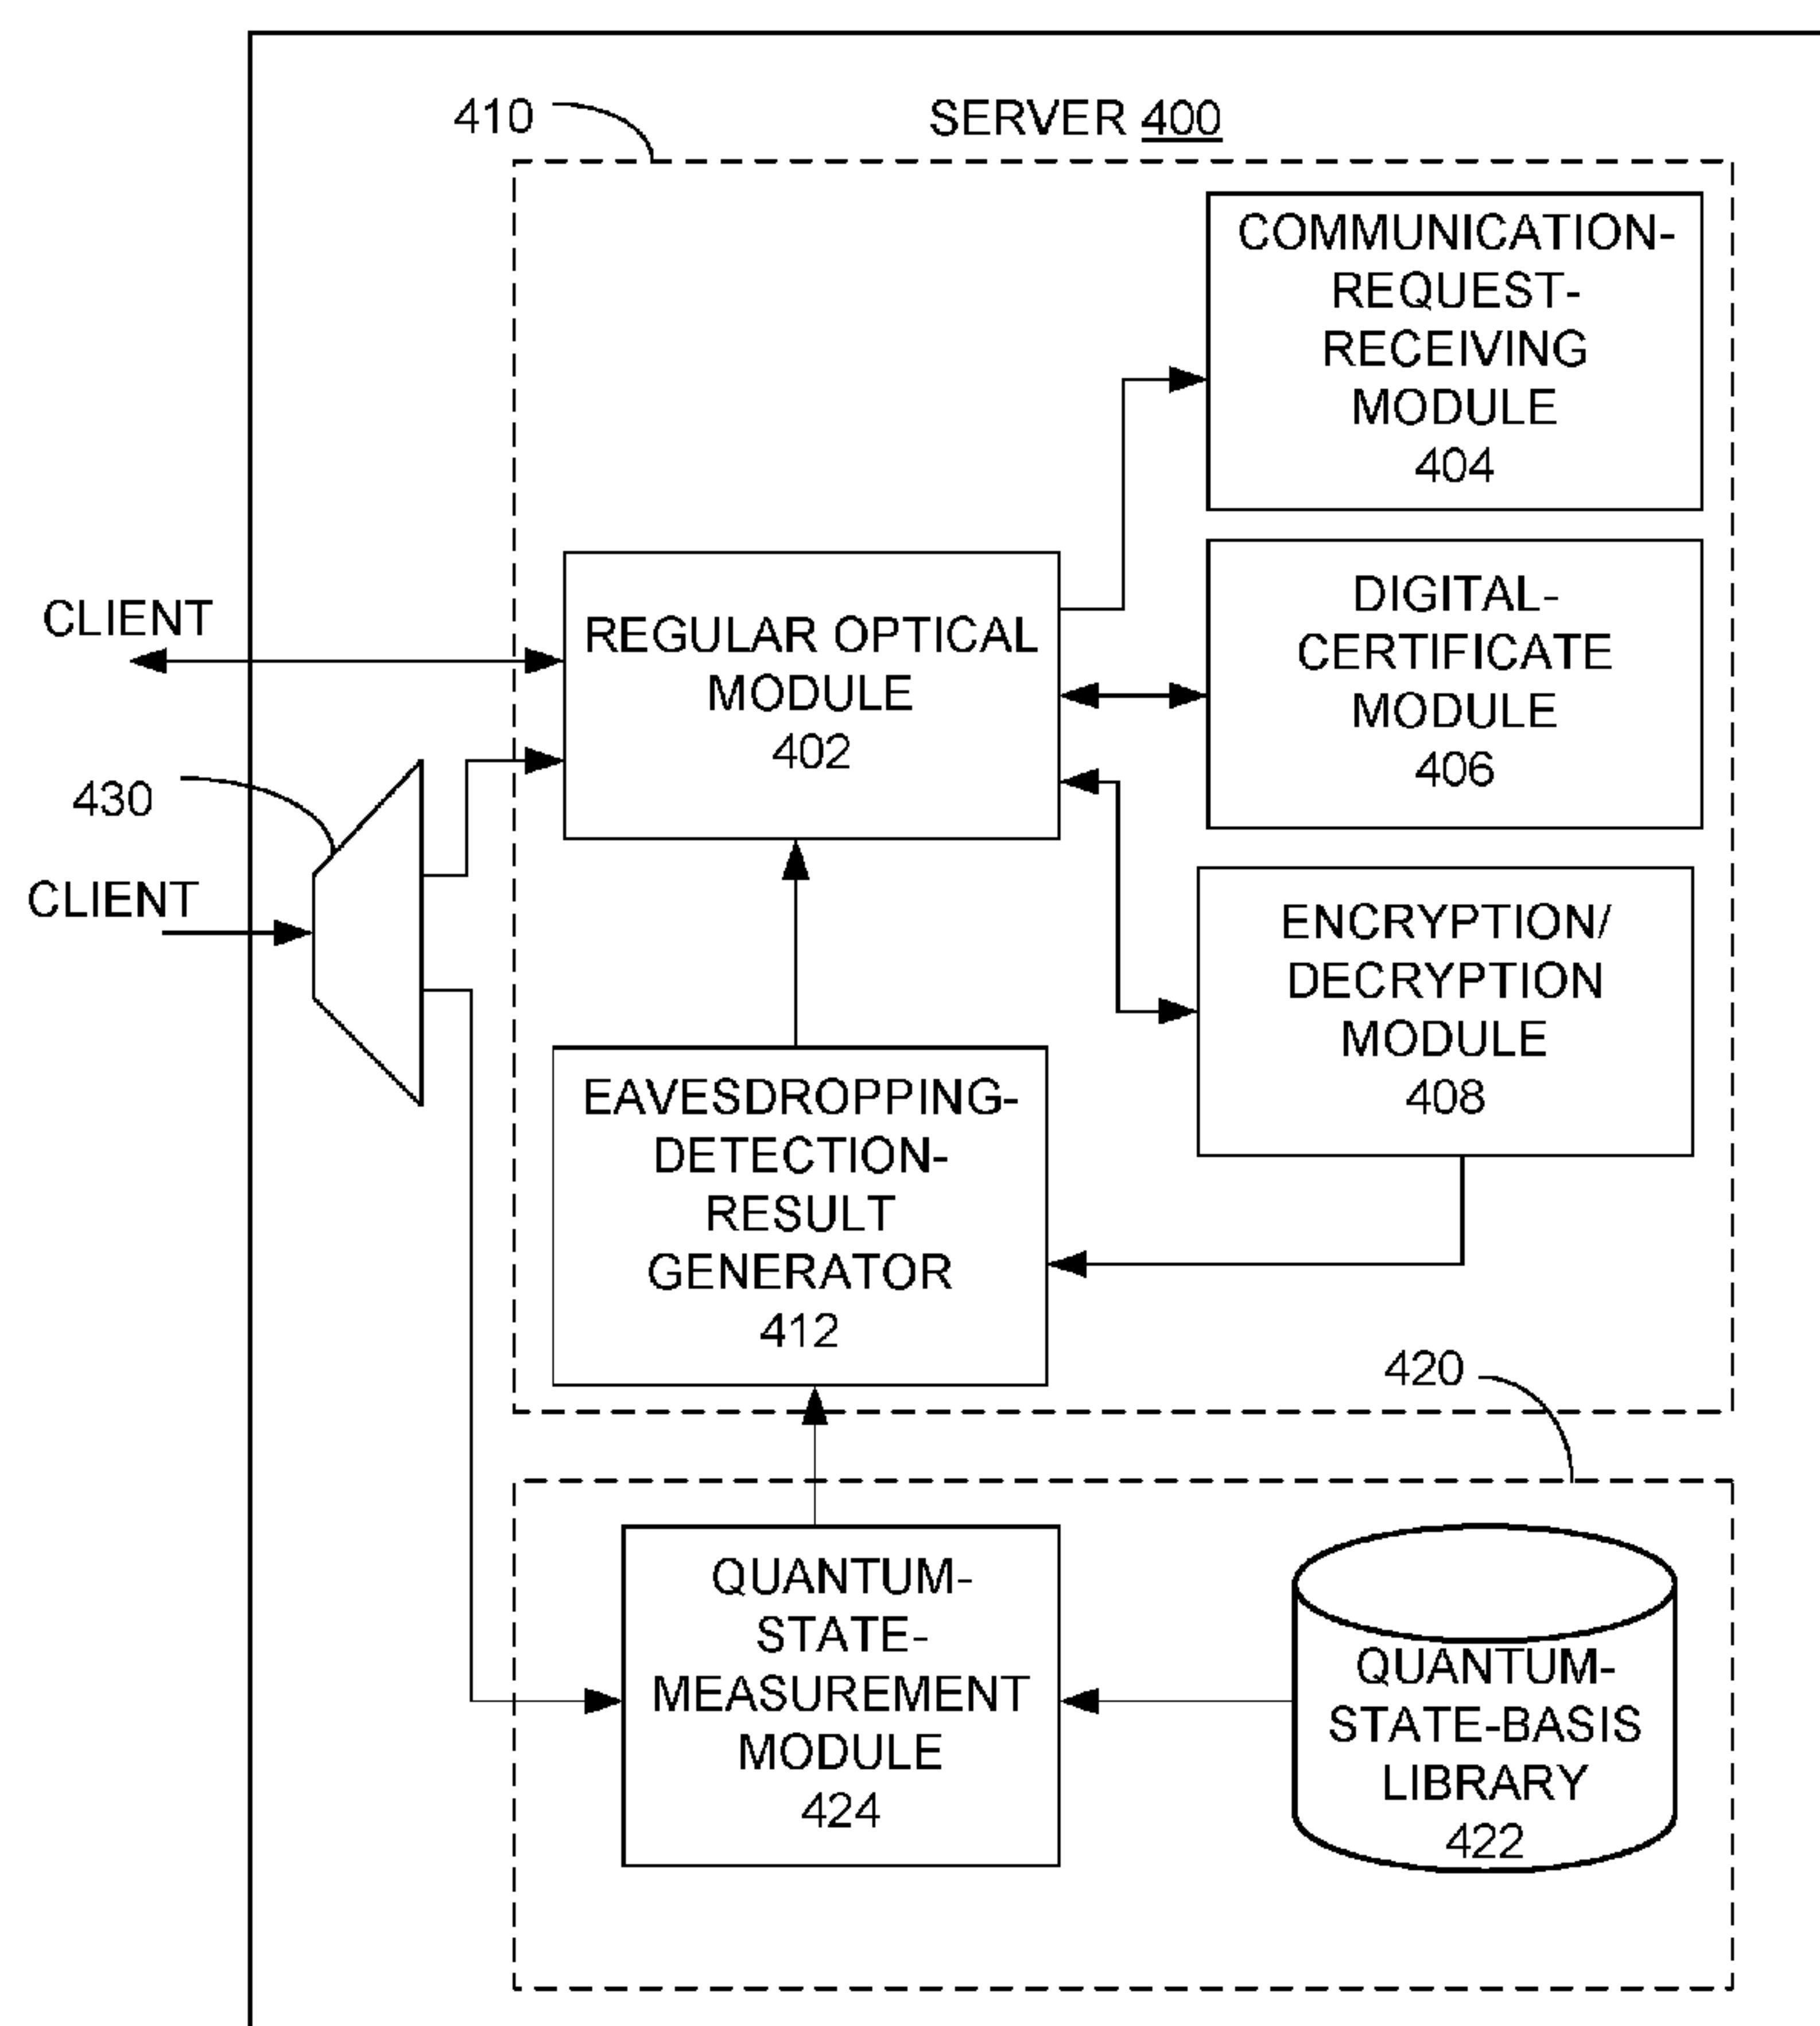 410
SERVER 400
COMMUNICATION-
REQUEST-
RECEIVING
MODULE
404
CLIENT
REGULAR OPTICAL
MODULE
402
DIGITAL-
CERTIFICATE
MODULE
406
430
CLIENT
ENCRYPTION/
DECRYPTION
MODULE
408
EAVESDROPPING-
DETECTION-
RESULT
GENERATOR
412
420
QUANTUM-
STATE-
MEASUREMENT
MODULE
424
QUANTUM-
STATE-BASIS
LIBRARY
422